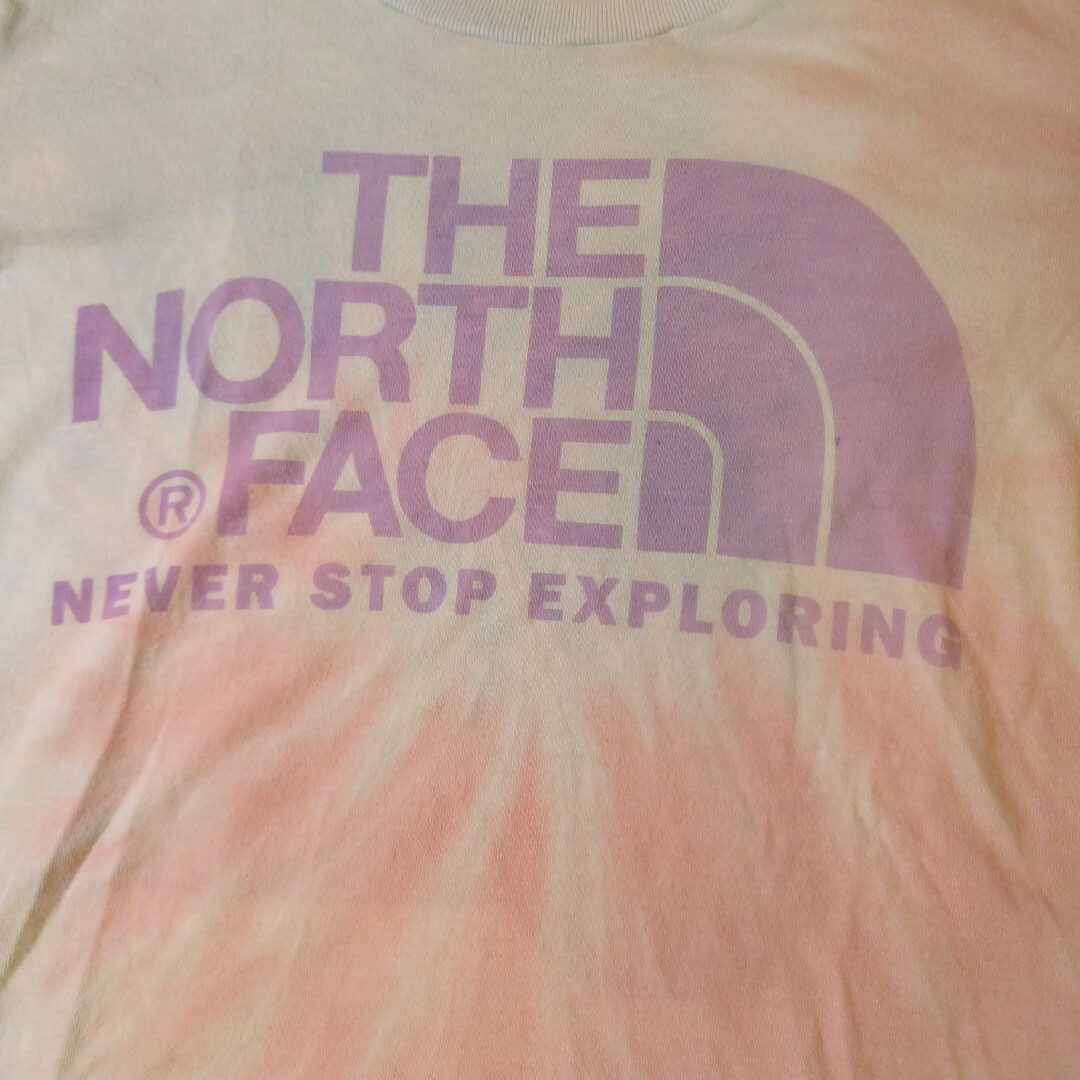 THE
NORTH
® FACE
NEVER STOP EXPLORING